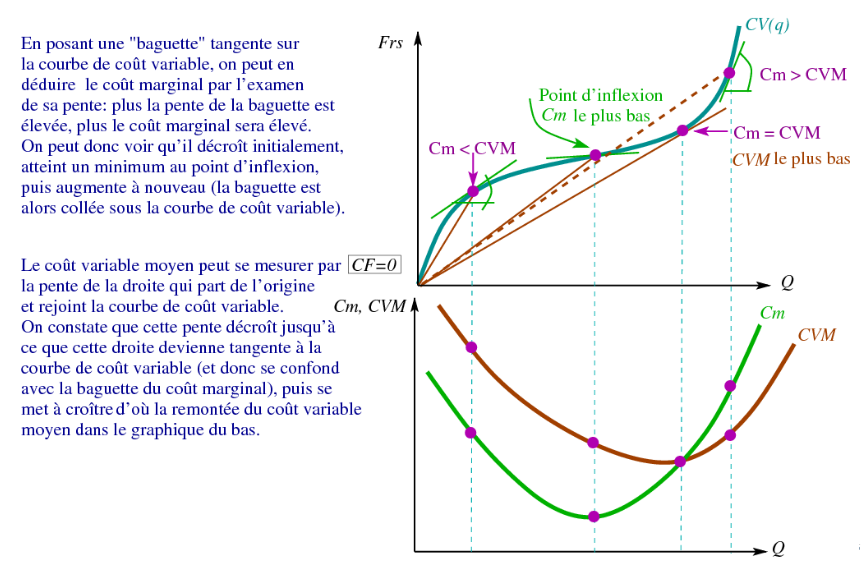 En posant une "baguette" tangente sur
la courbe de coût variable, on peut en
déduire le coût marginal par l'examen
de sa pente: plus la pente de la baguette est
élevée, plus le coût marginal sera élevé.
On peut donc voir qu'il décroît initialement,
atteint un minimum au point d'inflexion,
puis augmente à nouveau (la baguette est
alors collée sous la courbe de coût variable).
Le coût variable moyen peut se mesurer par
la pente de la droite qui part de l'origine
et rejoint la courbe de coût variable.
On constate que cette pente décroît jusqu'à
ce que cette droite devienne tangente à la
courbe de coût variable (et donc se confond
avec la baguette du coût marginal), puis se
met à croître d'où la remontée du coût variable
moyen dans le graphique du bas.
Frs
CV(q)
Cm > CVM
Point d'inflexion
Cm le plus bas
Cm = CVM
Cm < CVM
CVM le plus bas
CF=0
Q
Cm, CVM
Cm
CVM
Q